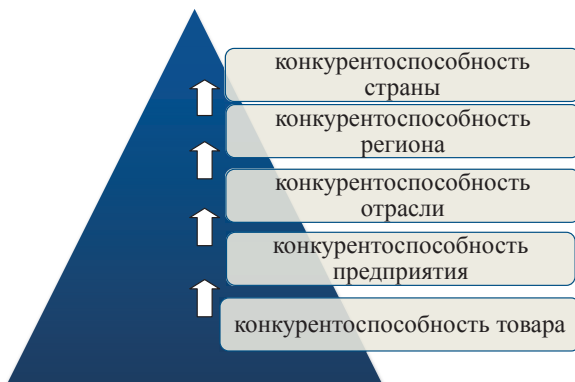 конкурентоспособность
страны
конкурентоспособность
региона
конкурентоспособность
отрасли
конкурентоспособность
предприятия
конкурентоспособность товара